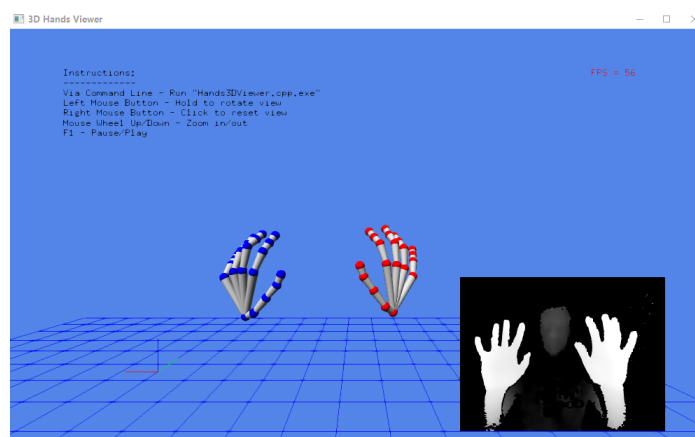 3D Hands Viewer
FPS = 56
Instructions:
-------------
Via Command Line - Run "Hands3DViewer.cpp.exe"
Left Mouse Button - Hold to rotate view
Right Mouse Button - Click to reset view
Mouse Wheel Up/Down - Zoom in/out
F1 - Pause/Play